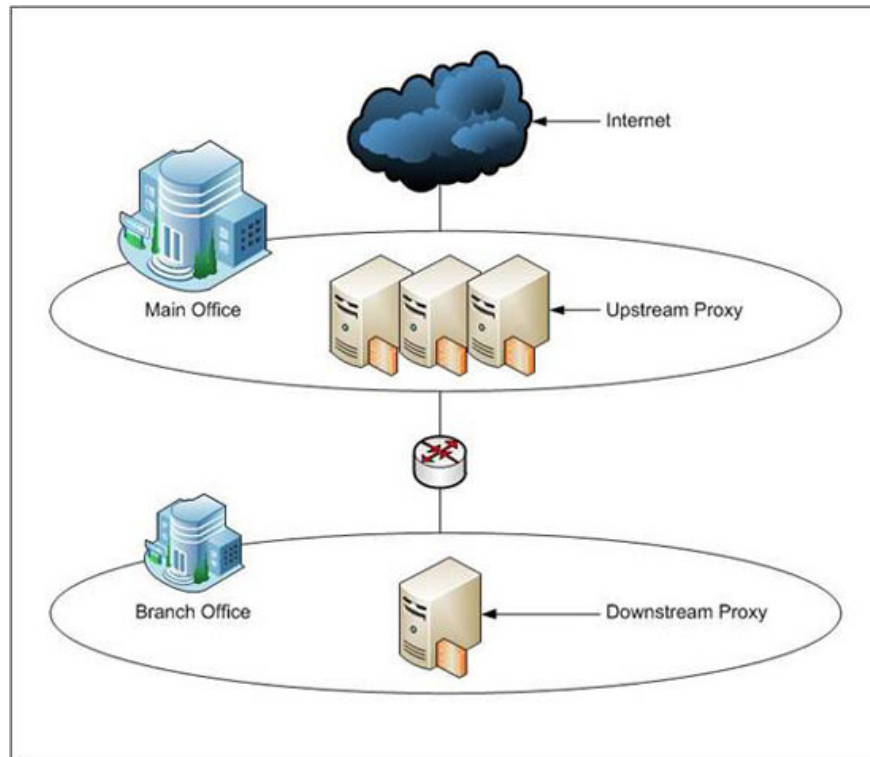 Internet
Main Office
Upstream Proxy
Branch Office
Downstream Proxy